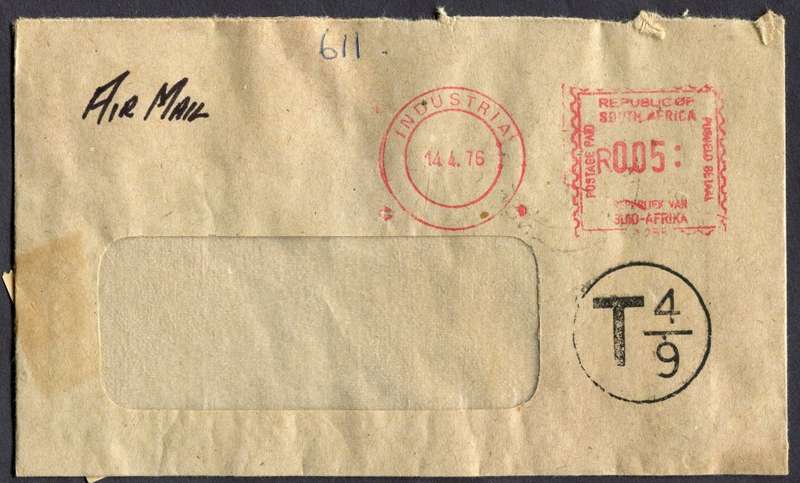 611
AIR MAIL
INDUSTRIA
14.4.76
REPUBLIC OF
SOUTH AFRICA
POSTAGE PAID
R0.05:
POSGELD BETAAL
REPUBLIEK VAN
SUID-AFRIKA
T 4/9